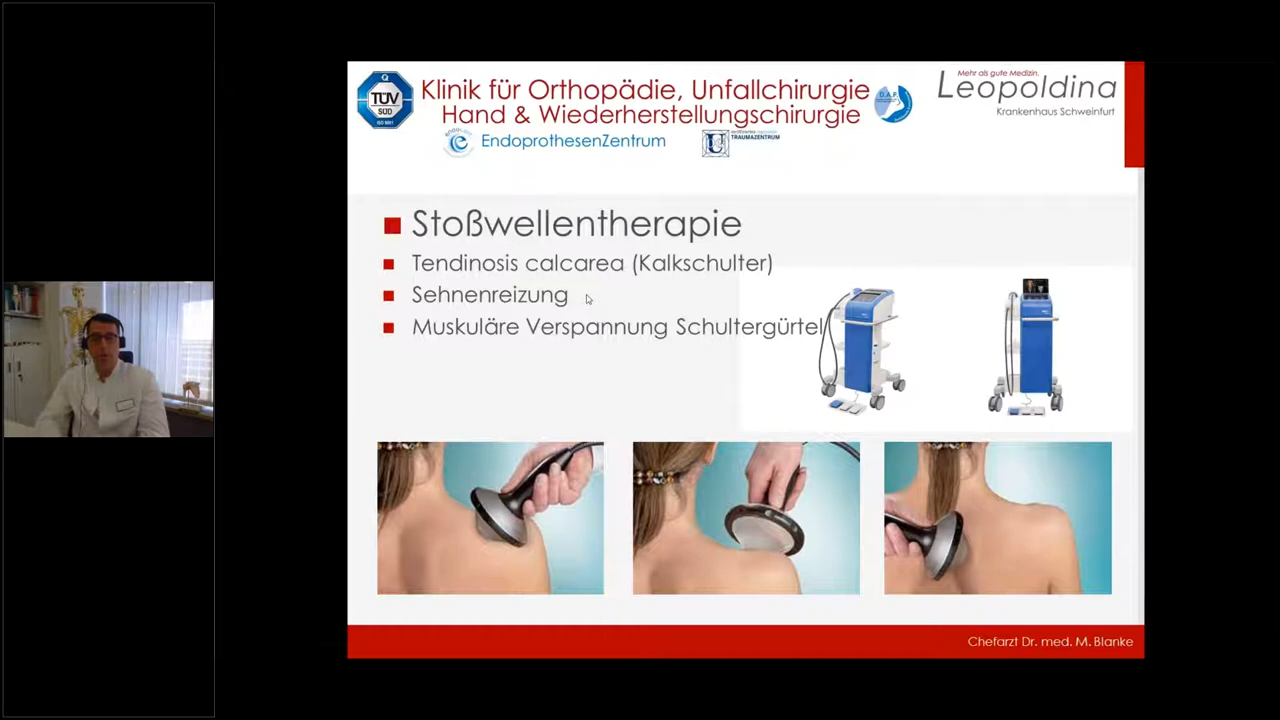 TÜV
SÜD
ISO 9001
Klinik für Orthopädie, Unfallchirurgie
Hand & Wiederherstellungschirurgie
EndoprothesenZentrum
TRAUMAZENTRUM
D.A.F.
Mehr als gute Medizin.
Leopoldina
Krankenhaus Schweinfurt
Stoßwellentherapie
Tendinosis calcarea (Kalkschulter)
Sehnenreizung
Muskuläre Verspannung Schultergürtel
Chefarzt Dr. med. M. Blanke